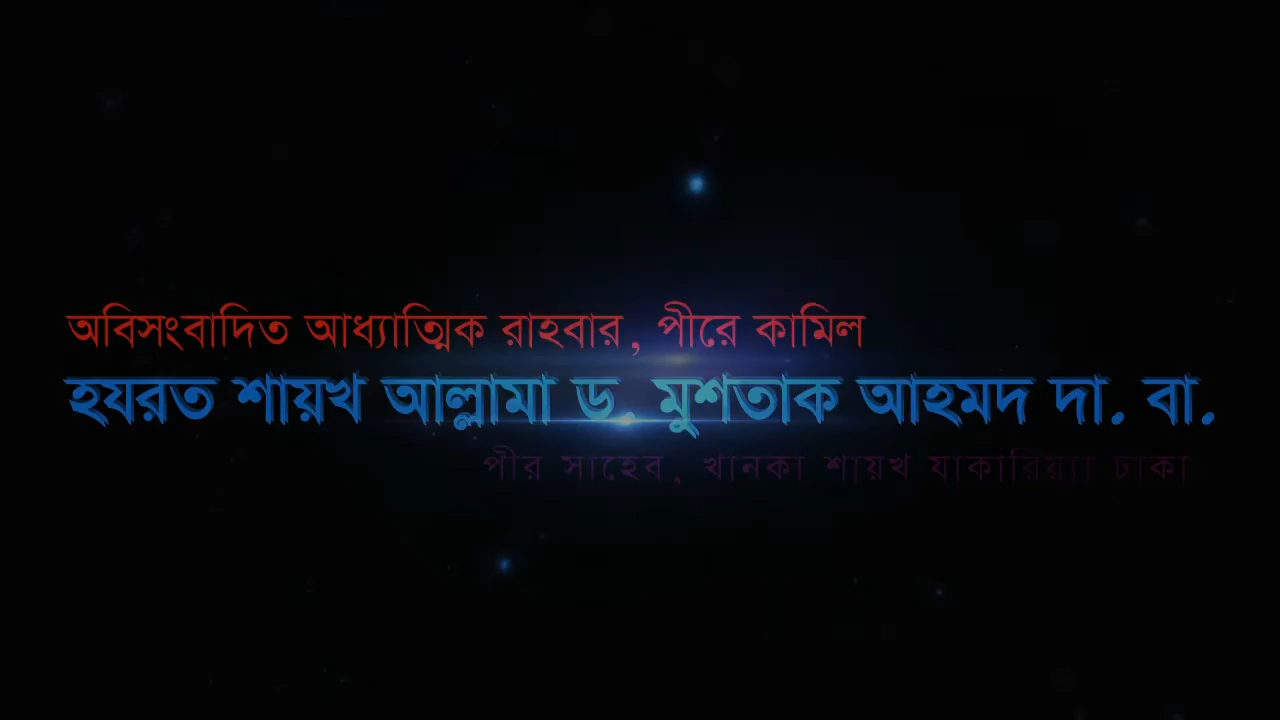 অবিসংবাদিত আধ্যাত্মিক রাহবার, পীরে কামিল
হযরত শায়খ আল্লামা ড. মুশতাক আহমদ দা. বা.
পীর সাহেব, খানকা শায়খ যাকারিয়্যা ঢাকা